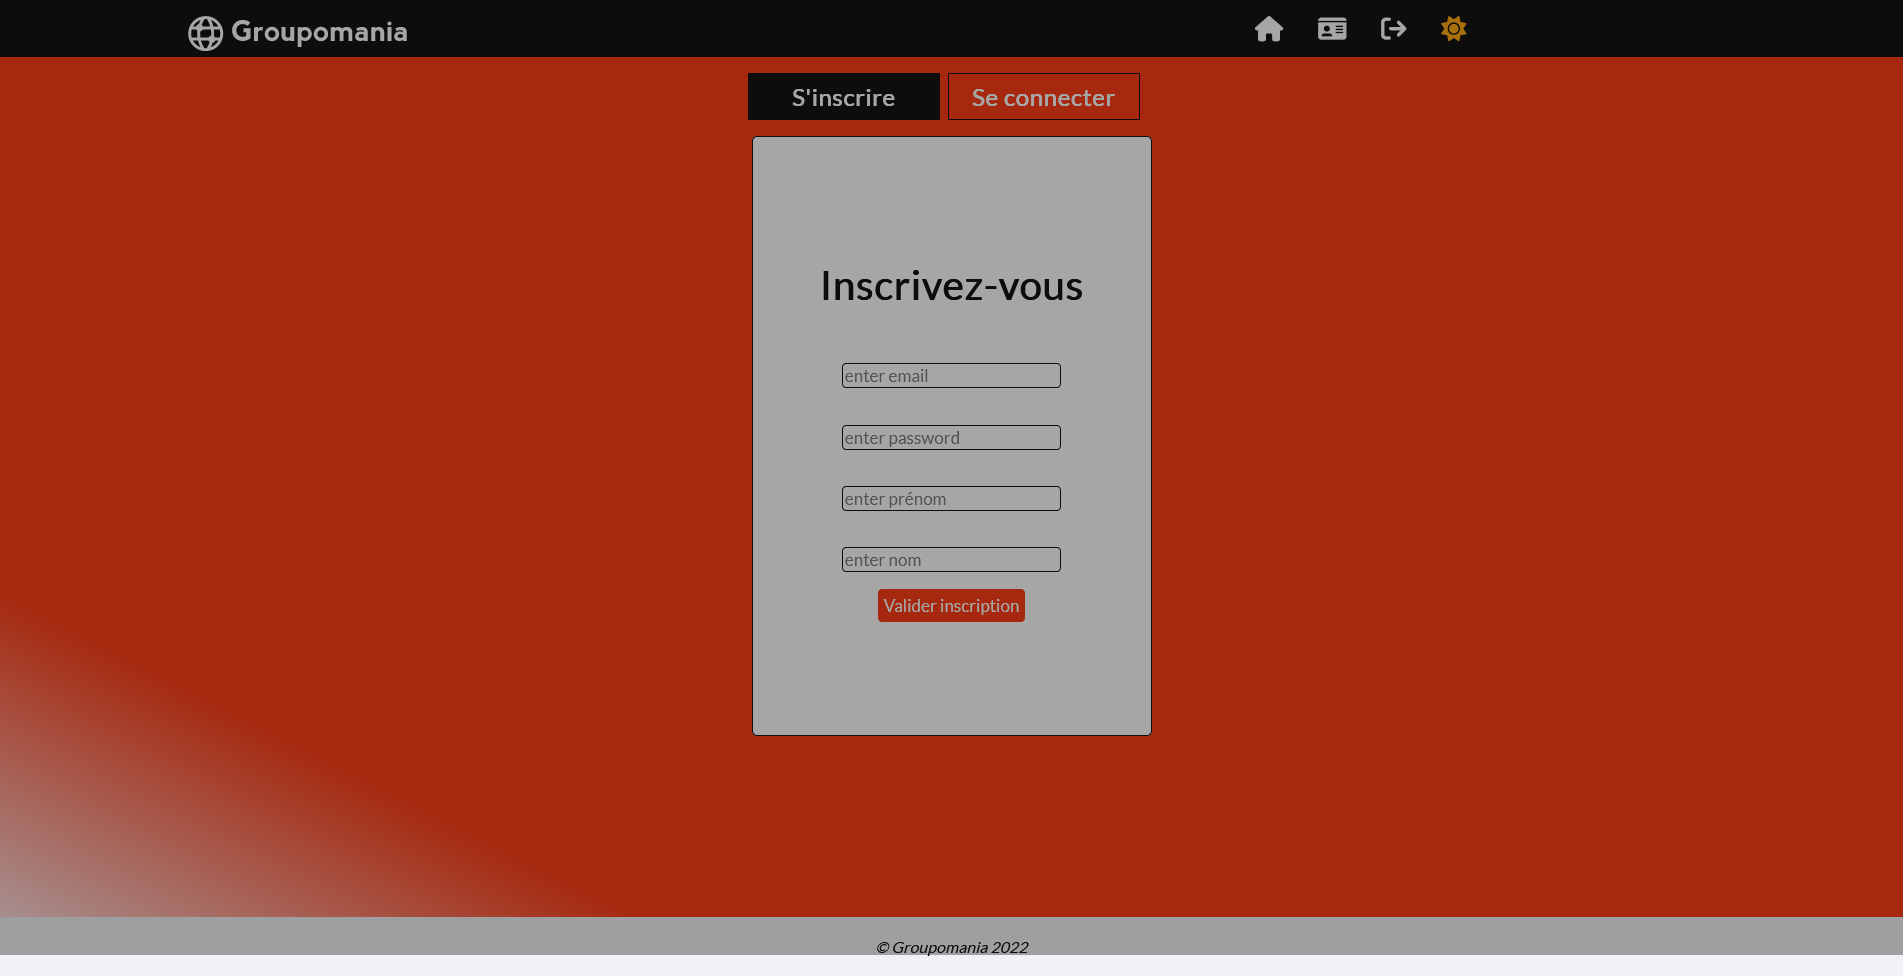 Groupomania
S'inscrire
Se connecter
Inscrivez-vous
enter email
enter password
enter prénom
enter nom
Valider inscription
© Groupomania 2022